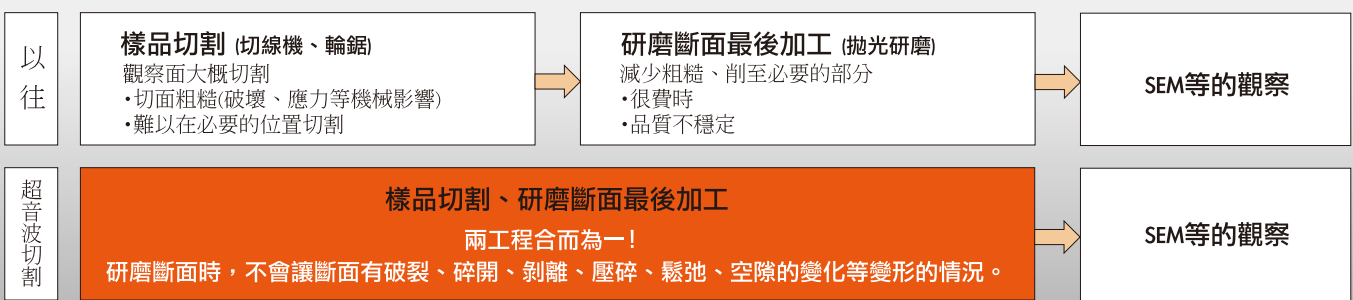 以往
樣品切割 (切線機、輪鋸)
觀察面大概切割
•切面粗糙(破壞、應力等機械影響)
•難以在必要的位置切割
研磨斷面最後加工 (拋光研磨)
減少粗糙、削至必要的部分
•很費時
•品質不穩定
SEM等的觀察
超音波切割
樣品切割、研磨斷面最後加工
兩工程合而為一!
研磨斷面時，不會讓斷面有破裂、碎開、剝離、壓碎、鬆弛、空隙的變化等變形的情況。
SEM等的觀察